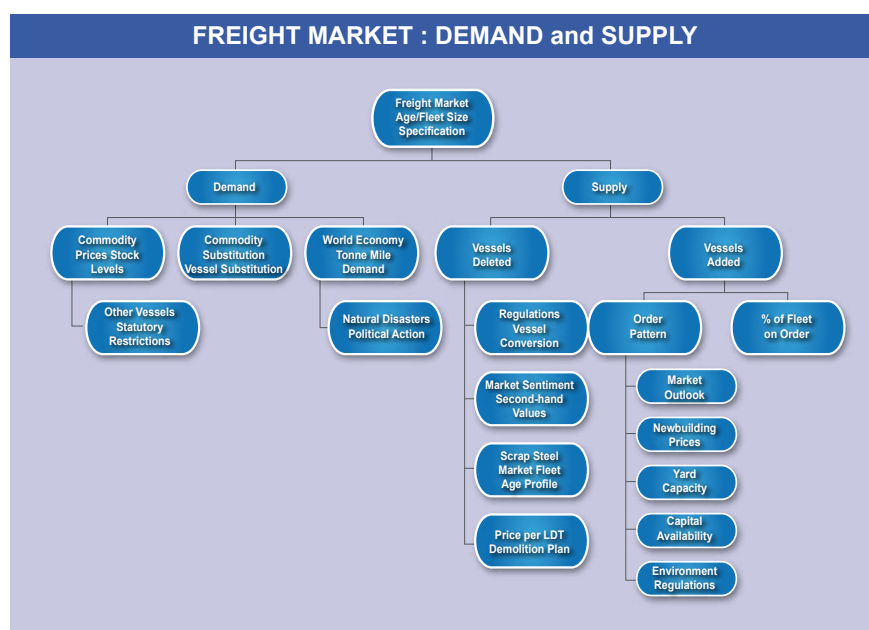 FREIGHT MARKET : DEMAND and SUPPLY
Freight Market
Age/Fleet Size
Specification
Demand
Supply
Commodity
Prices Stock
Levels
Commodity
Substitution
Vessel Substitution
World Economy
Tonne Mile
Demand
Vessels
Deleted
Vessels
Added
Other Vessels
Statutory
Restrictions
Natural Disasters
Political Action
Regulations
Vessel
Conversion
Order
Pattern
% of Fleet
on Order
Market Sentiment
Second-hand
Values
Market
Outlook
Newbuilding
Prices
Scrap Steel
Market Fleet
Age Profile
Yard
Capacity
Price per LDT
Demolition Plan
Capital
Availability
Environment
Regulations